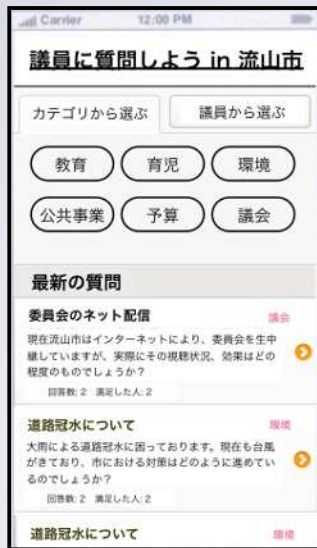 Carrier 12:00 PM
議員に質問しよう in 流山市
カテゴリから選ぶ 議員から選ぶ
教育 育児 環境
公共事業 予算 議会
最新の質問
委員会のネット配信 議会
現在流山市はインターネットにより、委員会を生中
継していますが、実際にその視聴状況、効果はどの
程度のものでしょうか?
回答数: 2 満足した人: 2
道路冠水について 環境
大雨による道路冠水に困っております。現在も台風
がきており、市における対策はどのように進めてい
るのでしょうか?
回答数: 2 満足した人: 2
道路冠水について 環境